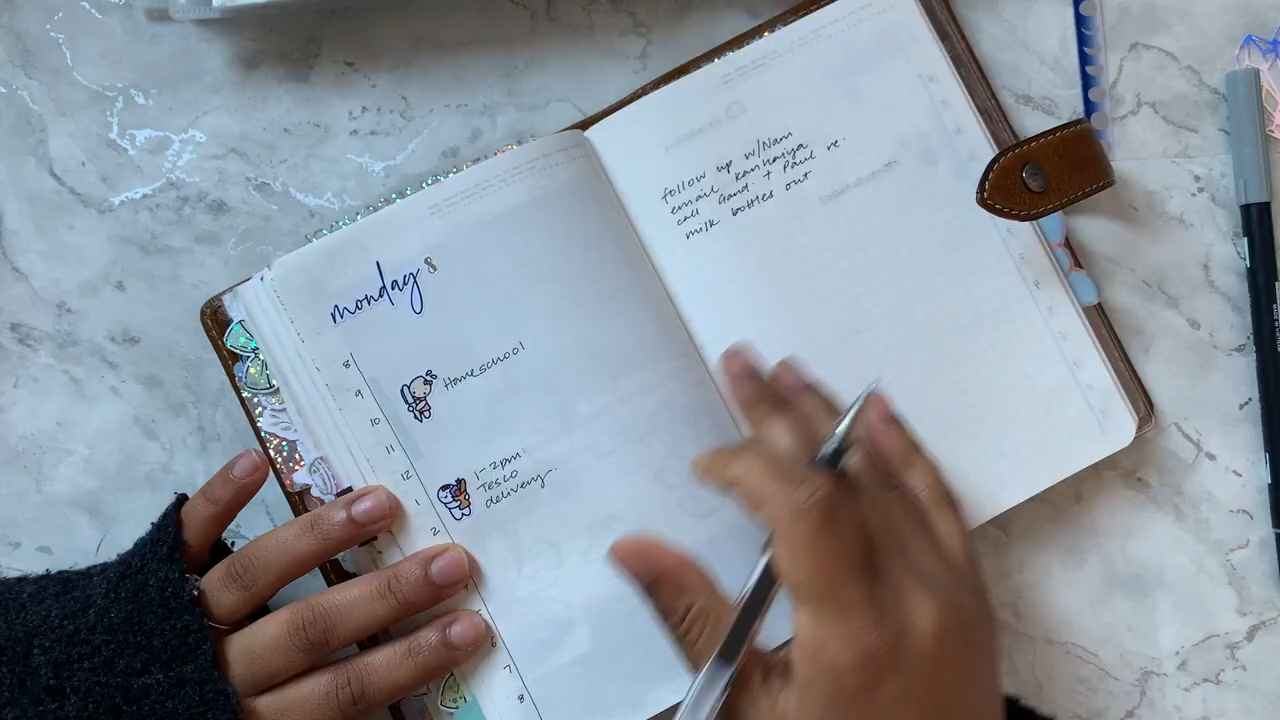 monday 8
8
9
Homeschool
10
11
12
1
1-2pm:
Tesco
delivery.
2
6
7
8
follow up w/Nam
email kanhaiya
call Gard. + Paul re.
milk bottles out